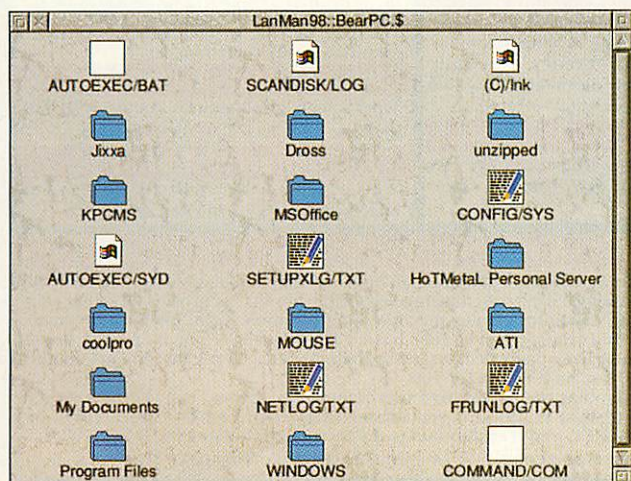 LanMan98::BearPC.$
AUTOEXEC/BAT SCANDISK/LOG (C)/lnk
Jixxa Dross unzipped
KPCMS MSOffice CONFIG/SYS
AUTOEXEC/SYD SETUPXLG/TXT HoTMetaL Personal Server
coolpro MOUSE ATI
My Documents NETLOG/TXT FRUNLOG/TXT
Program Files WINDOWS COMMAND/COM